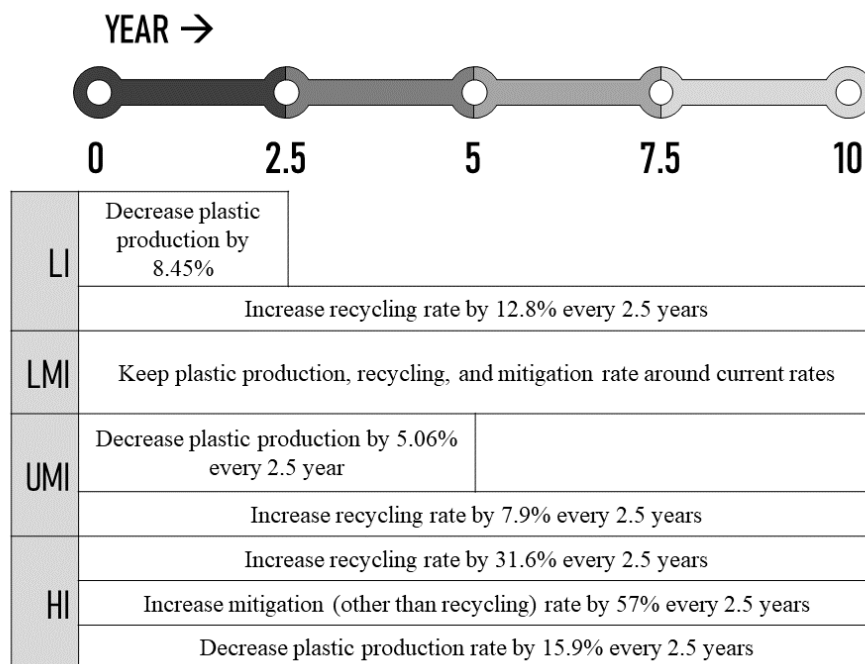 YEAR →
0 2.5 5 7.5 10
LI
Decrease plastic
production by
8.45%
Increase recycling rate by 12.8% every 2.5 years
LMI
Keep plastic production, recycling, and mitigation rate around current rates
UMI
Decrease plastic production by 5.06%
every 2.5 year
Increase recycling rate by 7.9% every 2.5 years
HI
Increase recycling rate by 31.6% every 2.5 years
Increase mitigation (other than recycling) rate by 57% every 2.5 years
Decrease plastic production rate by 15.9% every 2.5 years